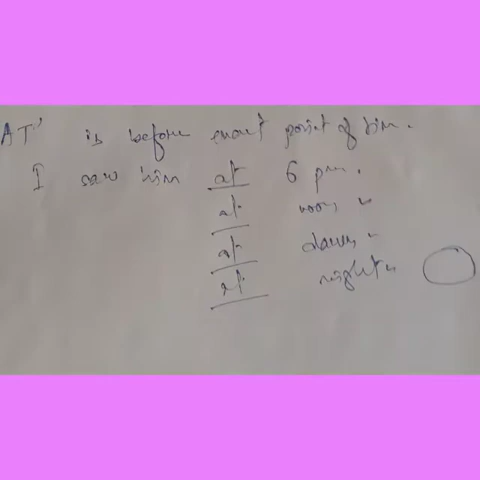 AT' is before exact point of time.
I saw him at 6 pm.
at noon "
at dawn "
at night "